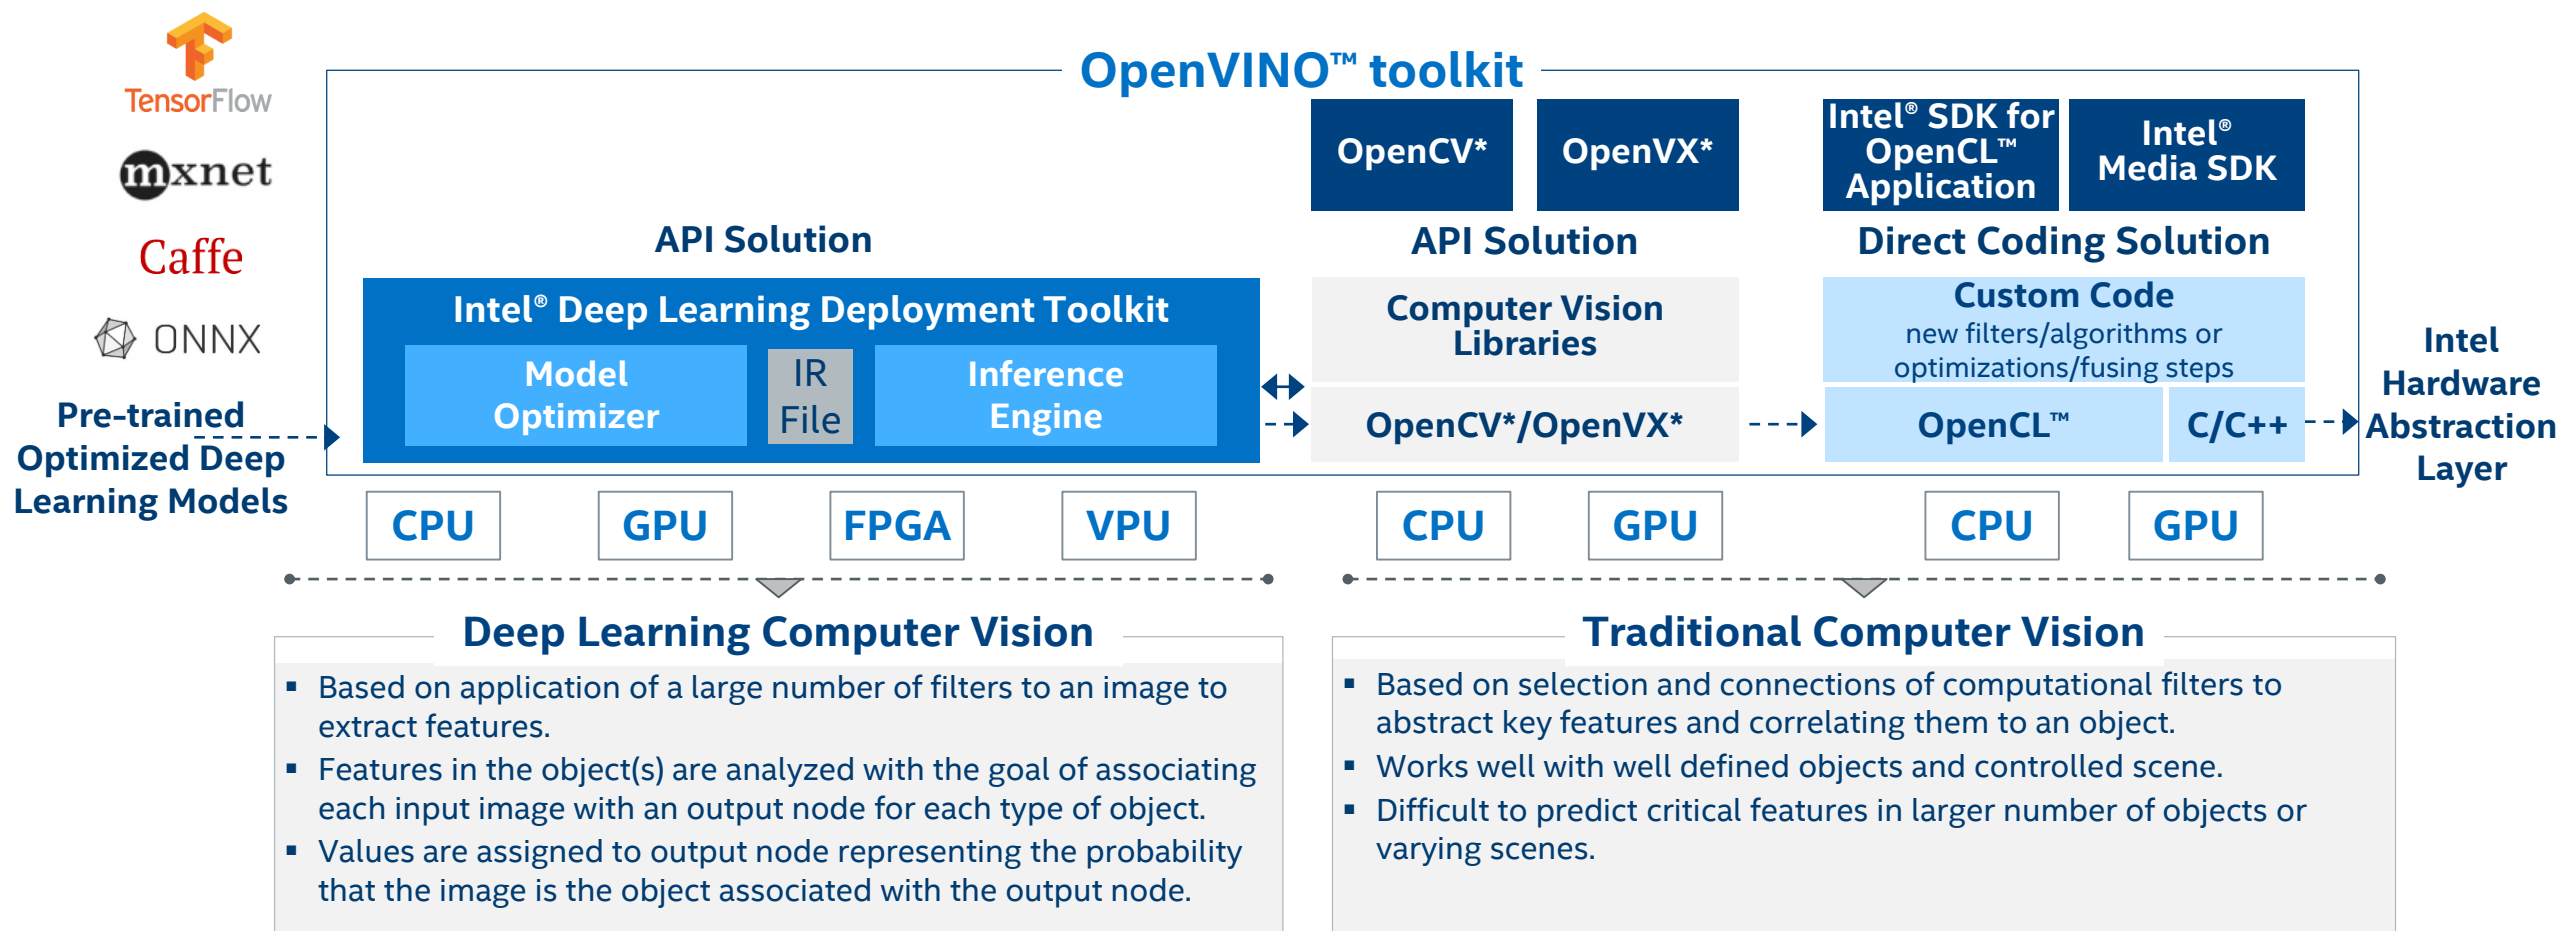 TensorFlow
mxnet
Caffe
ONNX
Pre-trained
Optimized Deep
Learning Models
OpenVINO™ toolkit
API Solution
Intel® Deep Learning Deployment Toolkit
Model
Optimizer
IR
File
Inference
Engine
OpenCV*
OpenVX*
API Solution
Computer Vision
Libraries
OpenCV*/OpenVX*
Intel® SDK for
OpenCL™
Application
Intel®
Media SDK
Direct Coding Solution
Custom Code
new filters/algorithms or
optimizations/fusing steps
OpenCL™
C/C++
Intel
Hardware
Abstraction
Layer
CPU
GPU
FPGA
VPU
CPU
GPU
CPU
GPU
Deep Learning Computer Vision
▪ Based on application of a large number of filters to an image to
extract features.
▪ Features in the object(s) are analyzed with the goal of associating
each input image with an output node for each type of object.
▪ Values are assigned to output node representing the probability
that the image is the object associated with the output node.
Traditional Computer Vision
▪ Based on selection and connections of computational filters to
abstract key features and correlating them to an object.
▪ Works well with well defined objects and controlled scene.
▪ Difficult to predict critical features in larger number of objects or
varying scenes.